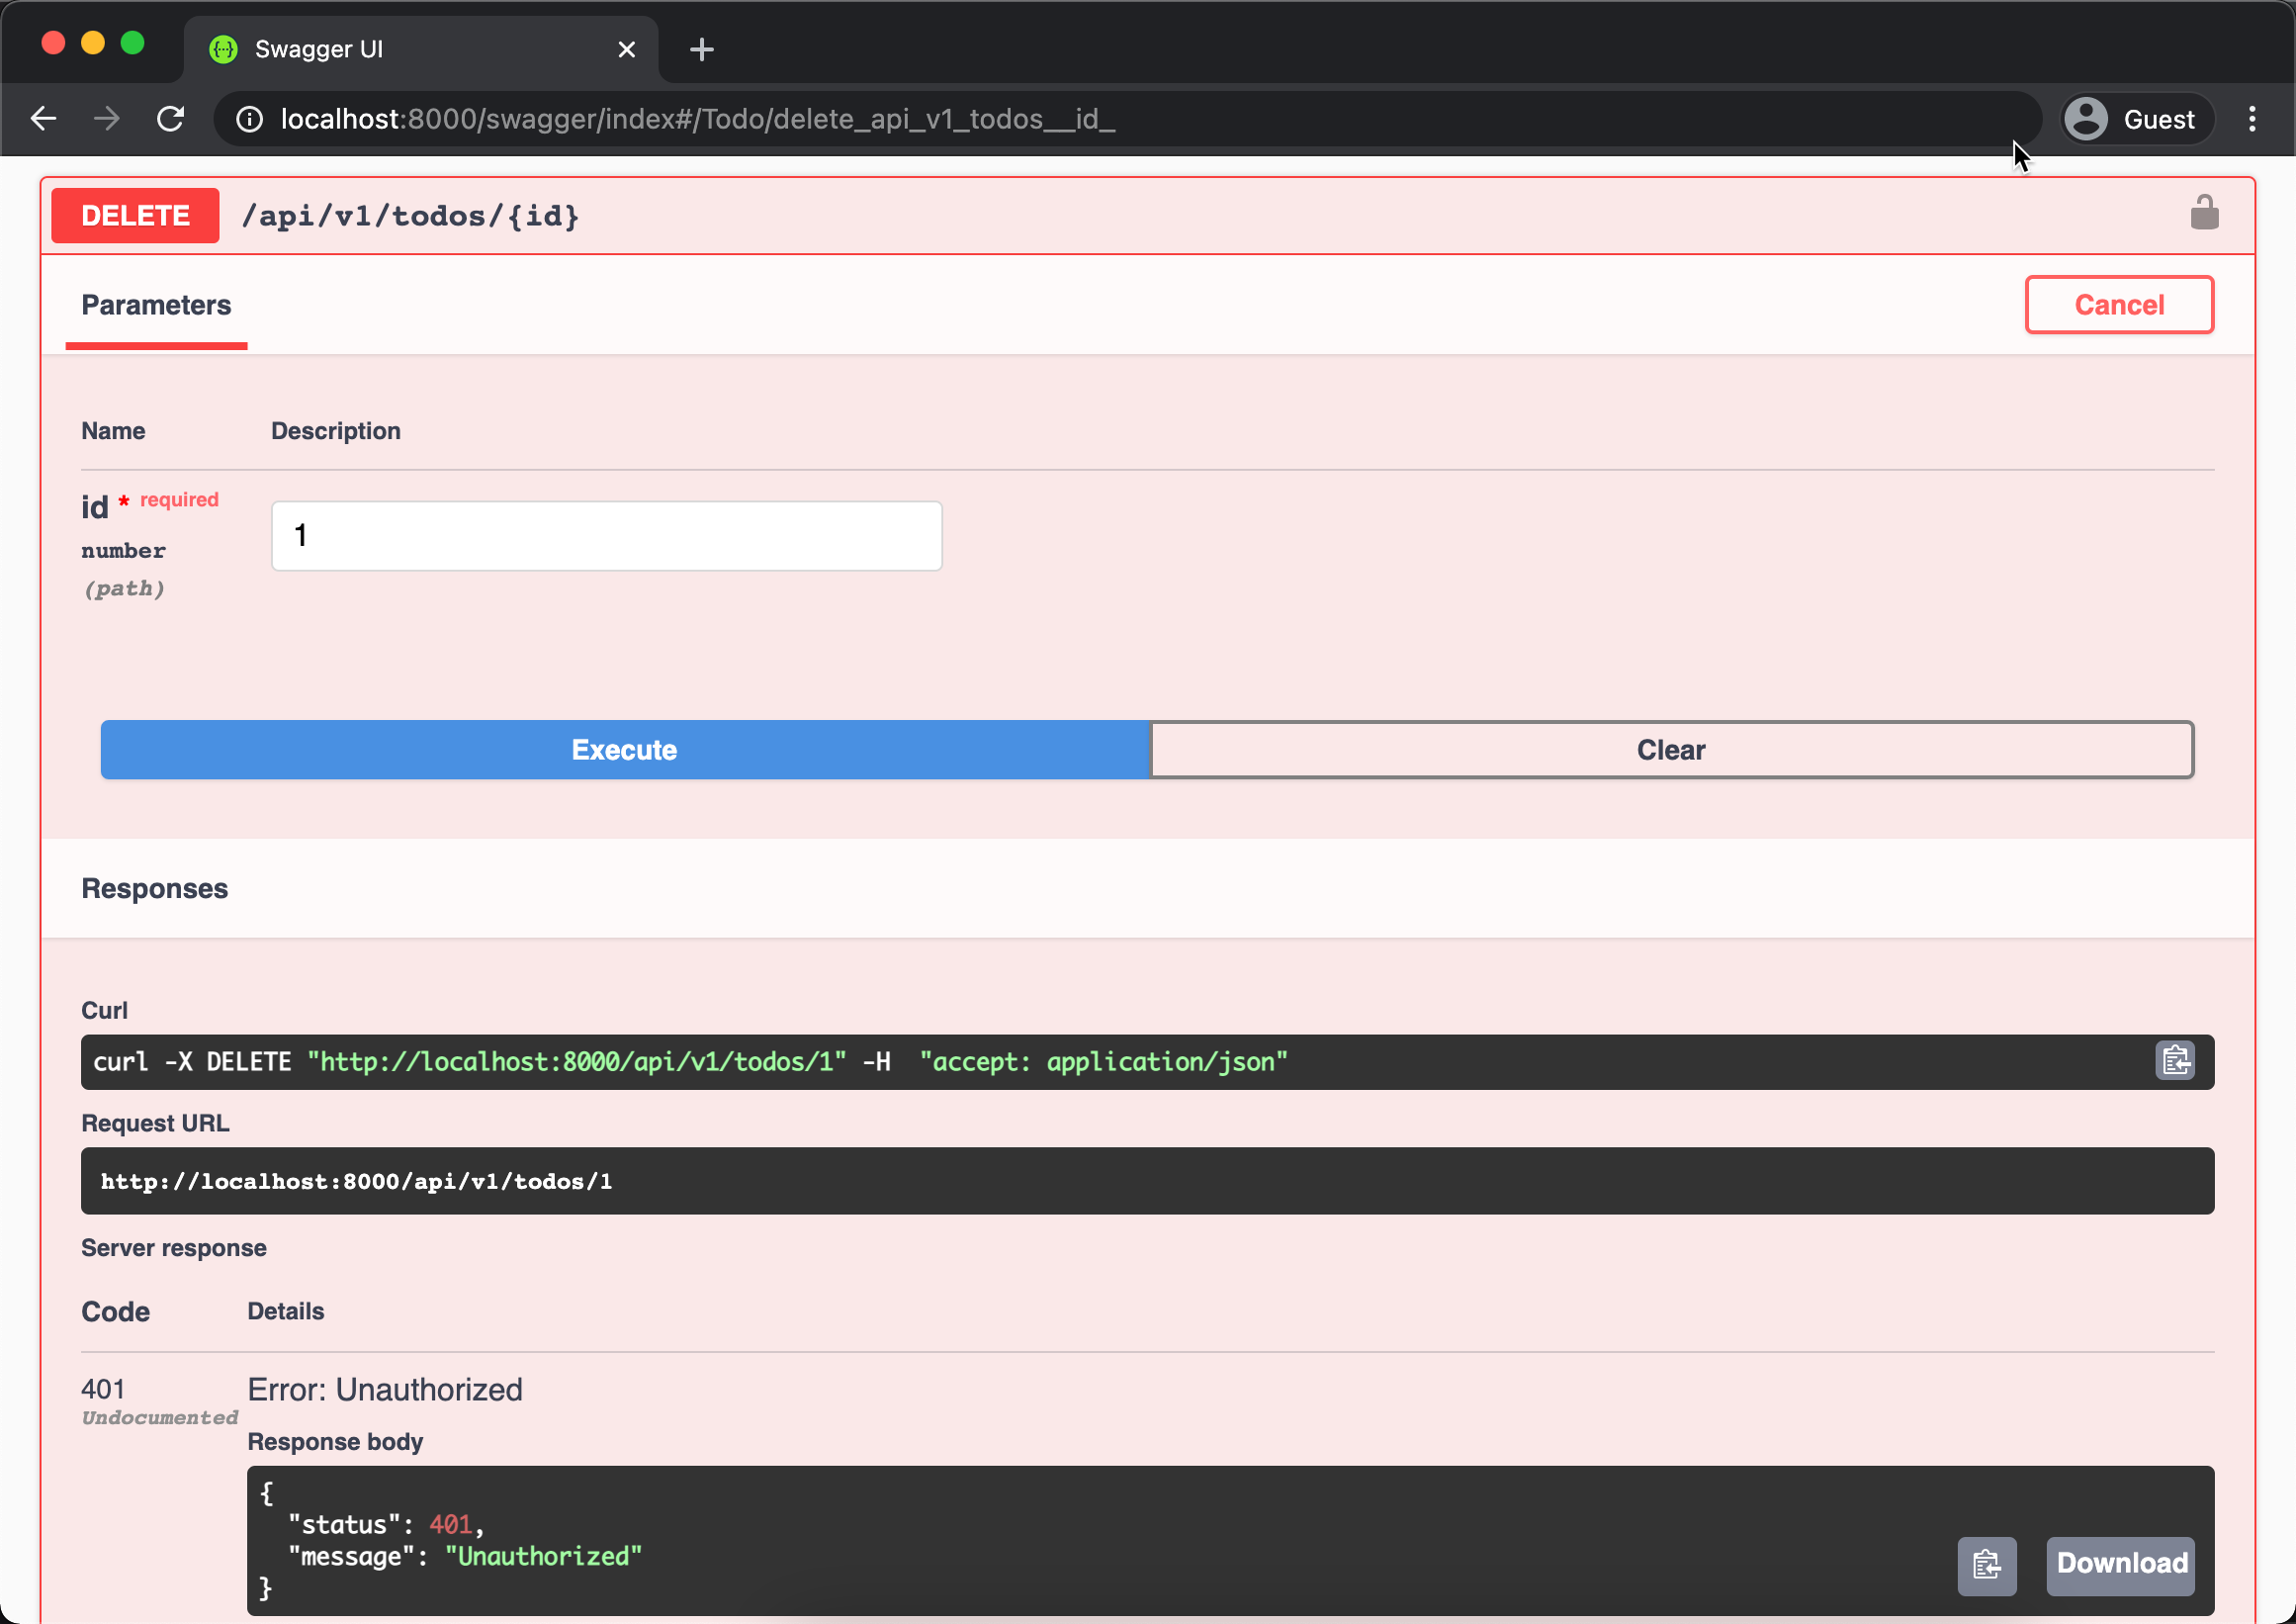 Swagger UI
localhost:8000/swagger/index#/Todo/delete_api_v1_todos__id_
Guest
DELETE /api/v1/todos/{id}
Parameters
Cancel
Name Description
id * required
number
(path)
1
Execute
Clear
Responses
Curl
curl -X DELETE "http://localhost:8000/api/v1/todos/1" -H  "accept: application/json"
Request URL
http://localhost:8000/api/v1/todos/1
Server response
Code Details
401
Undocumented
Error: Unauthorized
Response body
{
  "status": 401,
  "message": "Unauthorized"
}
Download